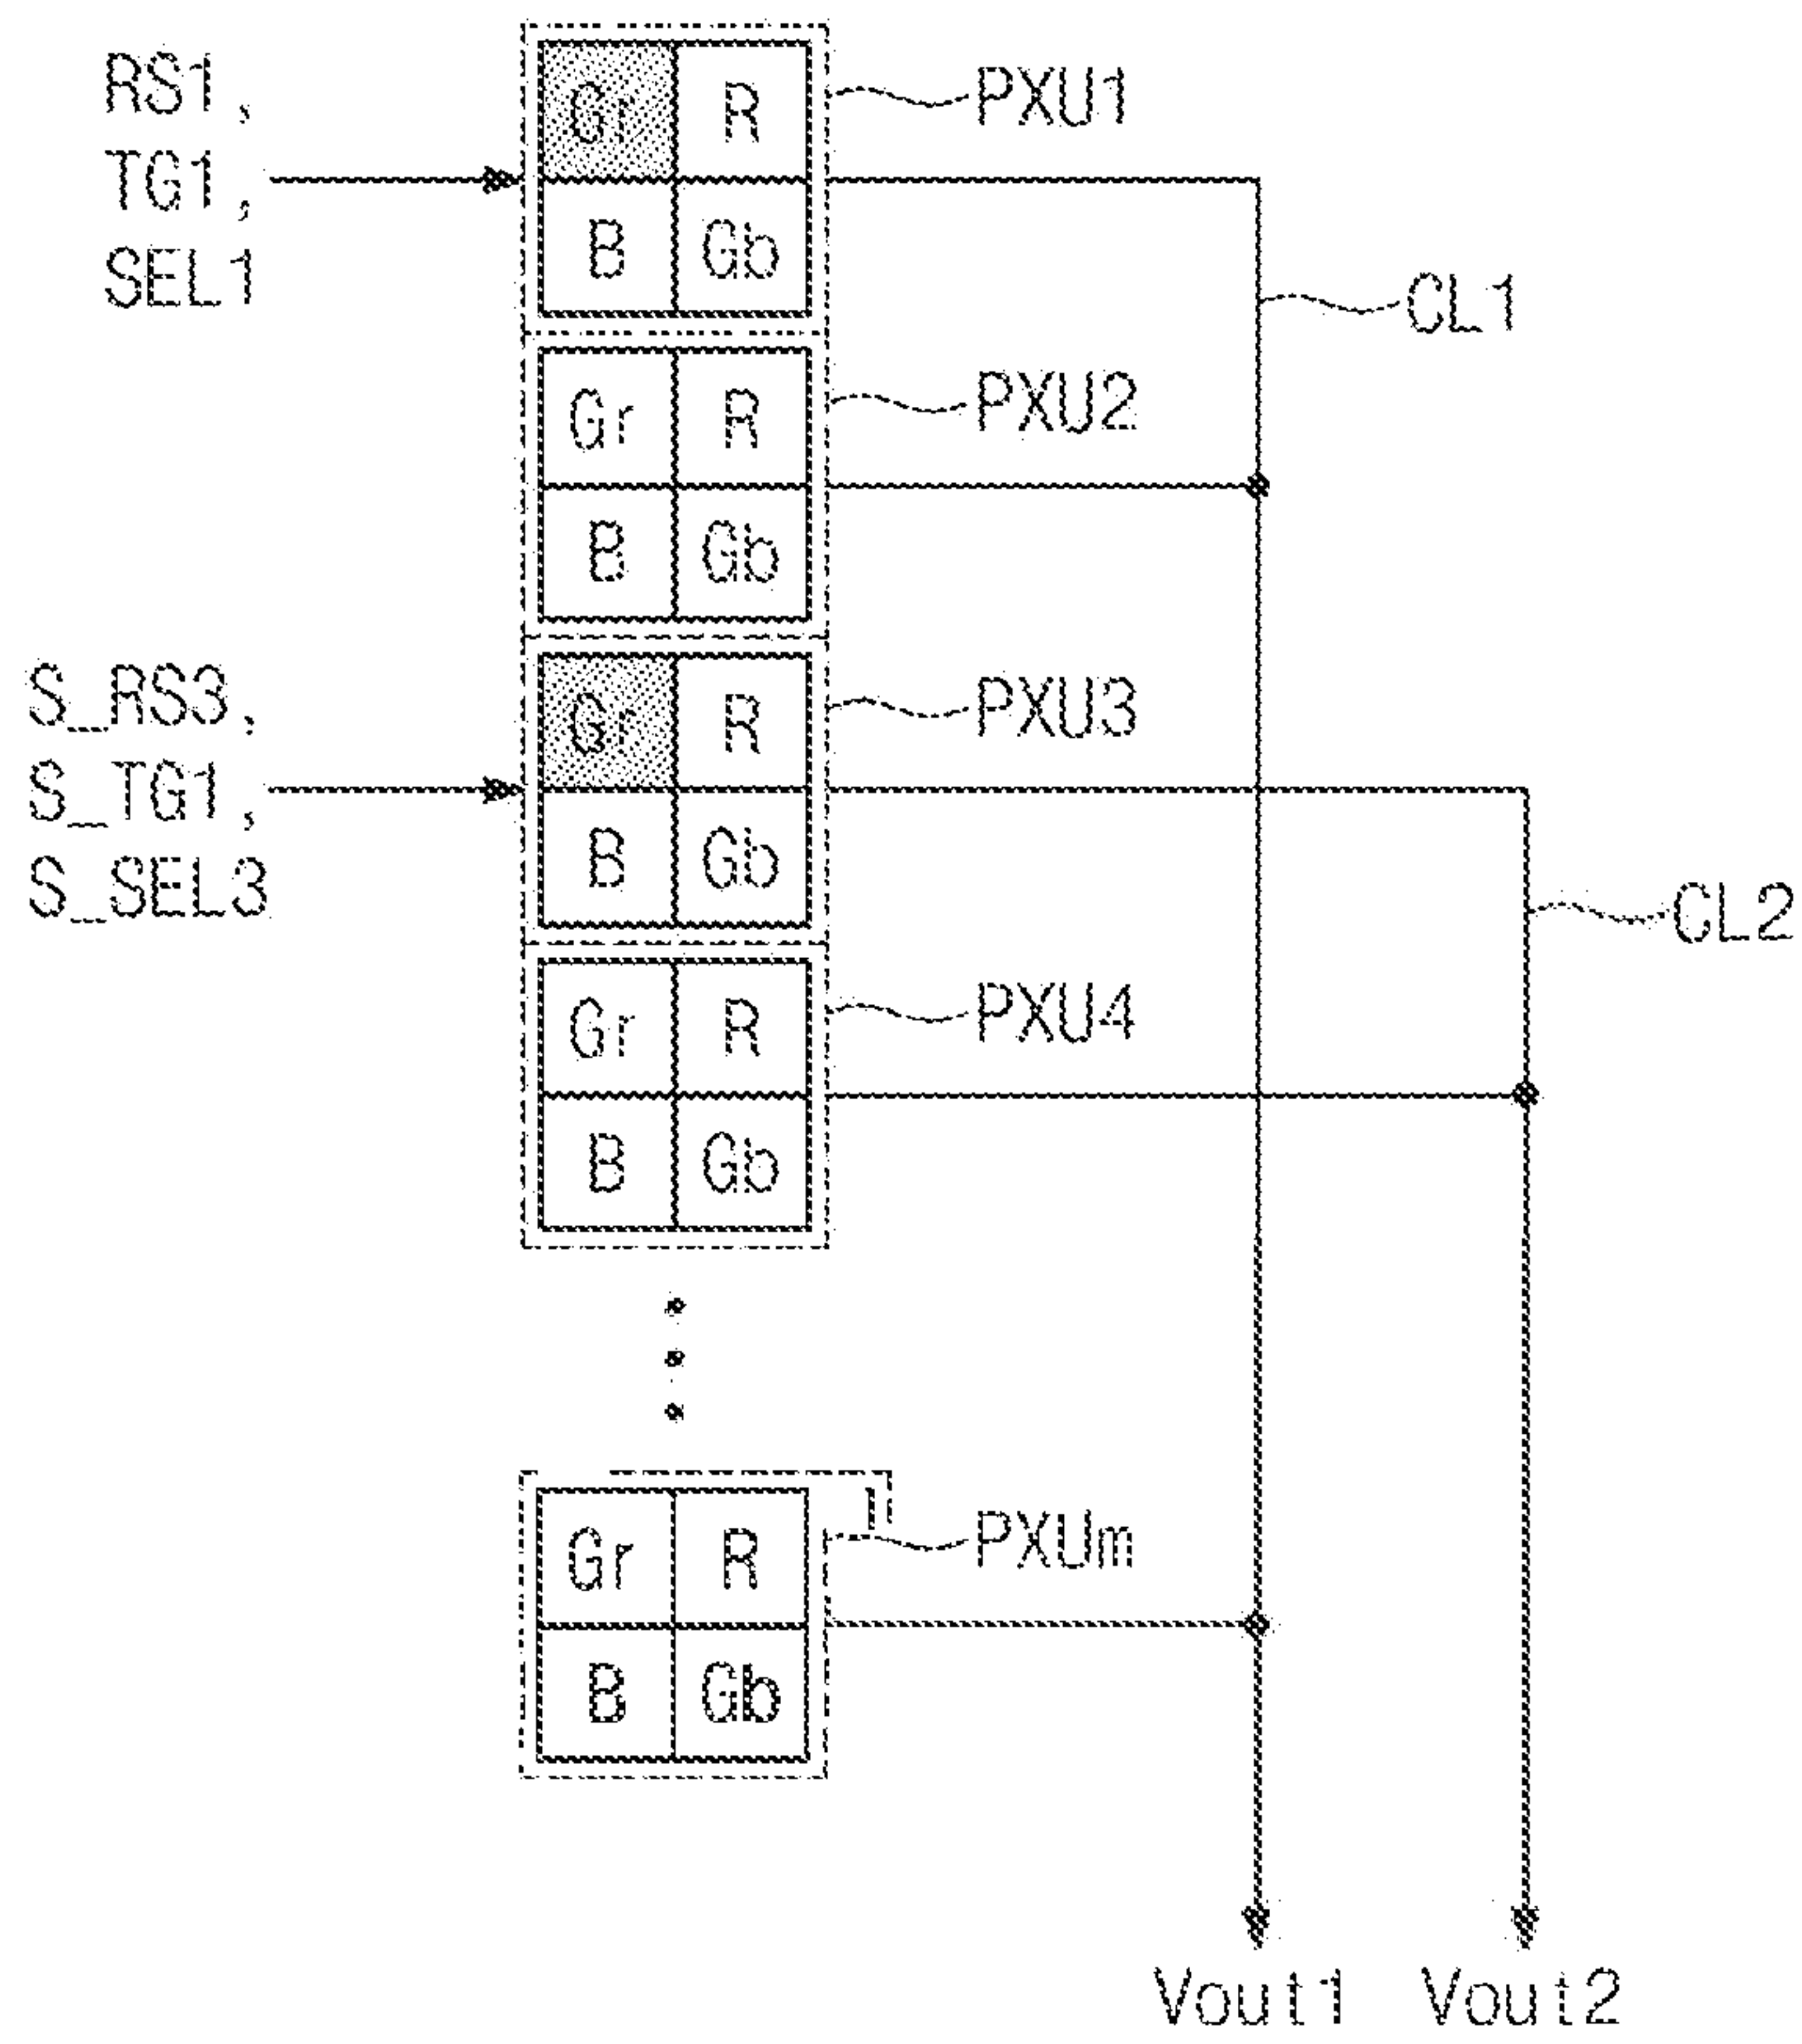 RS1,
TG1,
SEL1
Gr R
B Gb
PXU1
CL1
Gr R
B Gb
PXU2
S_RS3,
S_TG1,
S_SEL3
Gr R
B Gb
PXU3
CL2
Gr R
B Gb
PXU4
Gr R
B Gb
PXUm
Vout1 Vout2